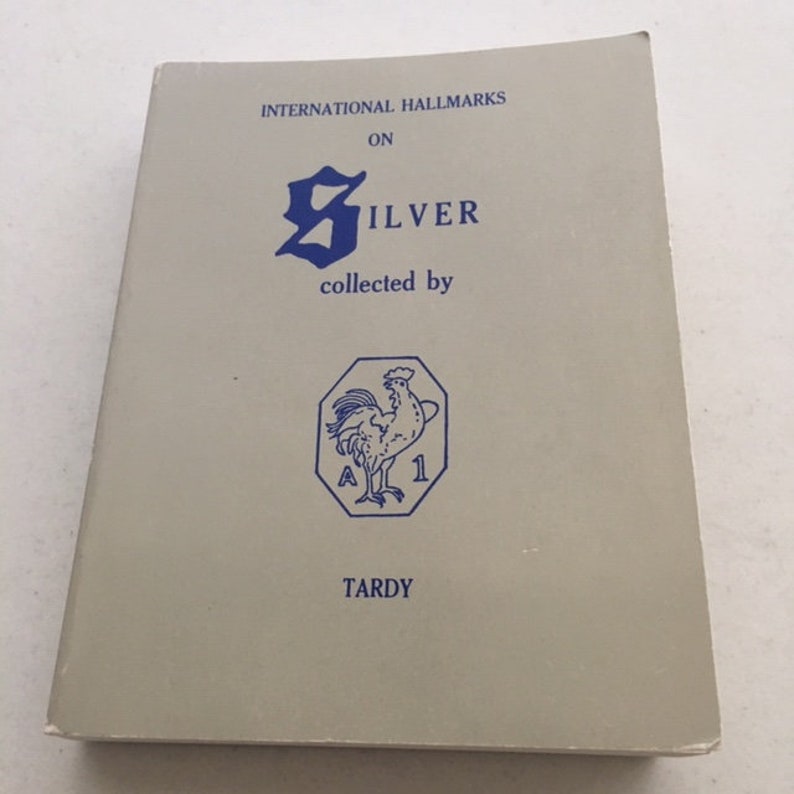 INTERNATIONAL HALLMARKS
ON
SILVER
collected by
A 1
TARDY